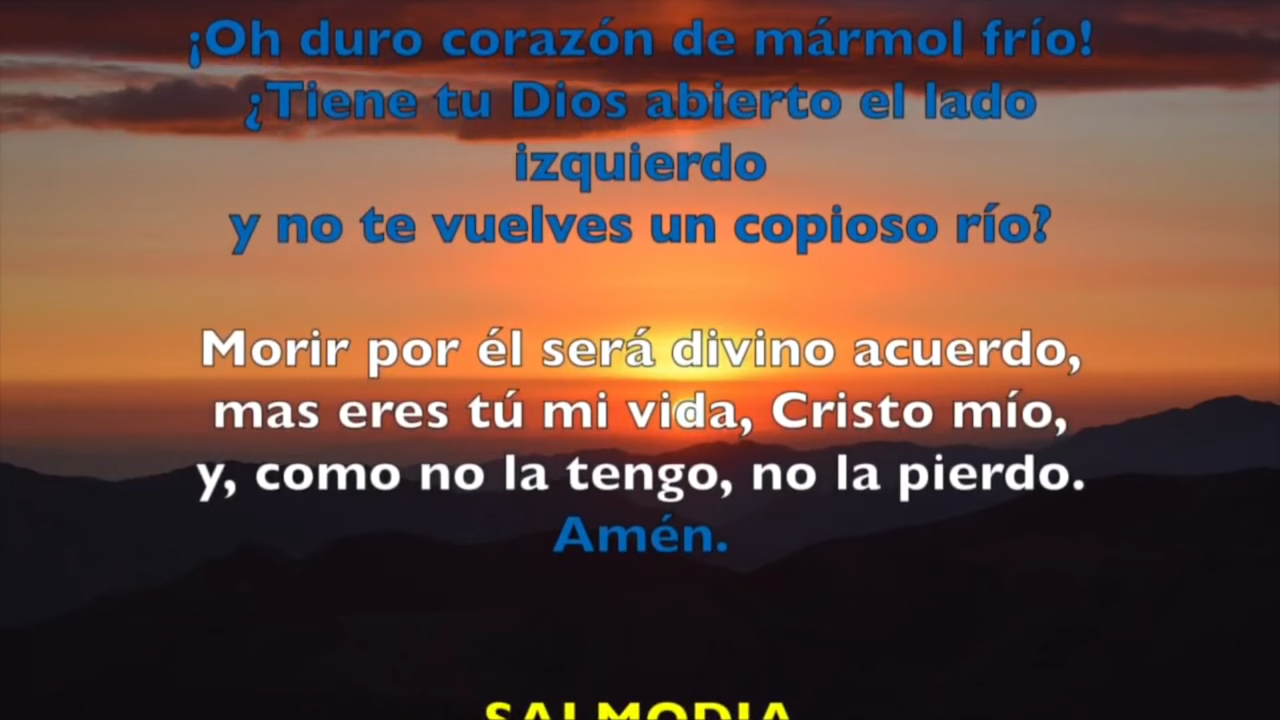 ¡Oh duro corazón de mármol frío!
¿Tiene tu Dios abierto el lado
izquierdo
y no te vuelves un copioso río?
Morir por él será divino acuerdo,
mas eres tú mi vida, Cristo mío,
y, como no la tengo, no la pierdo.
Amén.
SALMODIA